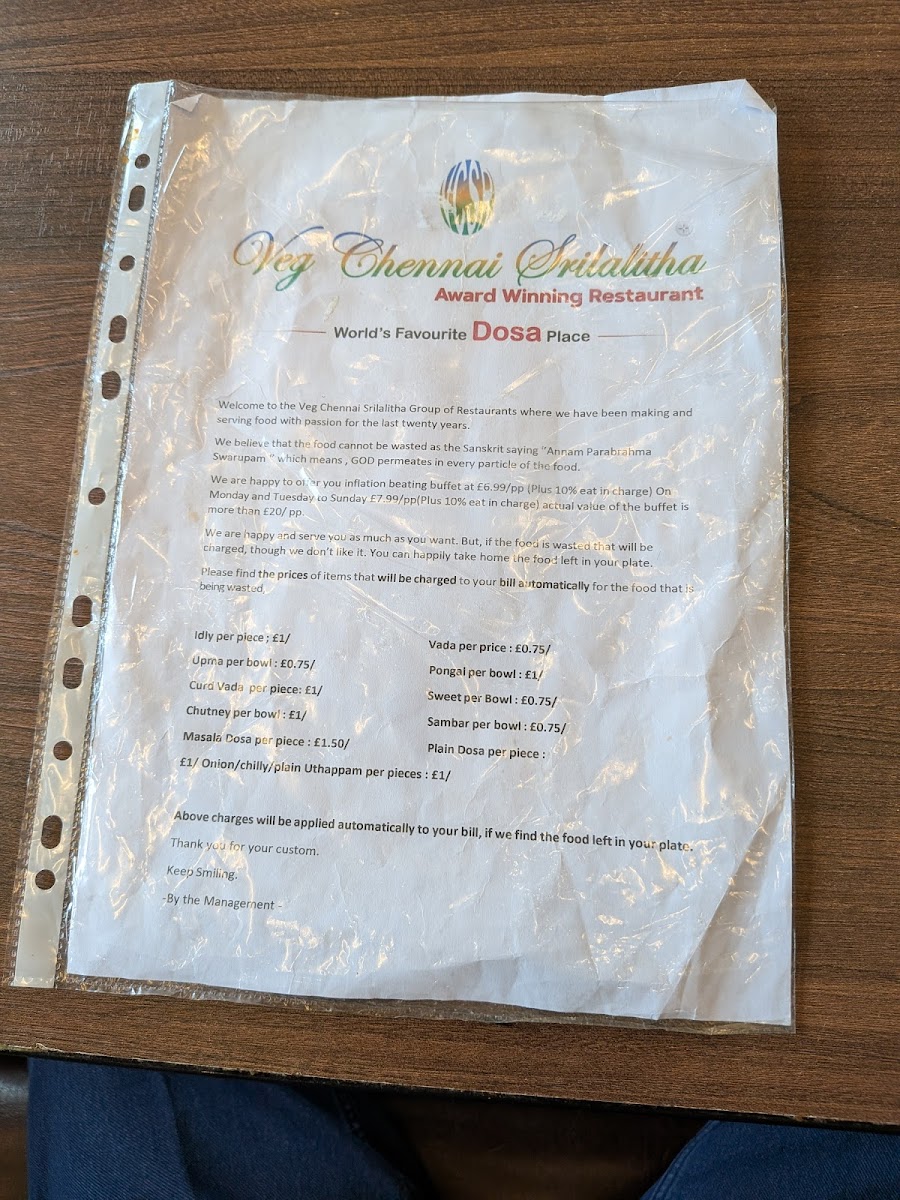 Veg Chennai Srilalitha
Award Winning Restaurant
World's Favourite Dosa Place
Welcome to the Veg Chennai Srilalitha Group of Restaurants where we have been making and
serving food with passion for the last twenty years.
We believe that the food cannot be wasted as the Sanskrit saying "Annam Parabrahma
Swarupam " which means , GOD permeates in every particle of the food.
We are happy to offer you inflation beating buffet at £6.99/pp (Plus 10% eat in charge) On
Monday and Tuesday to Sunday £7.99/pp(Plus 10% eat in charge) actual value of the buffet is
more than £20/ pp.
We are happy and serve you as much as you want. But, if the food is wasted that will be
charged, though we don't like it. You can happily take home the food left in your plate.
Please find the prices of items that will be charged to your bill automatically for the food that is
being wasted,
Idly per piece ; £1/
Vada per price : £0.75/
Upma per bowl : £0.75/
Pongal per bowl : £1/
Curd Vada per piece: £1/
Sweet per Bowl : £0.75/
Chutney per bowl : £1/
Sambar per bowl : £0.75/
Masala Dosa per piece : £1.50/
Plain Dosa per piece :
£1/ Onion/chilly/plain Uthappam per pieces : £1/
Above charges will be applied automatically to your bill, if we find the food left in your plate.
Thank you for your custom.
Keep Smiling.
-By the Management -